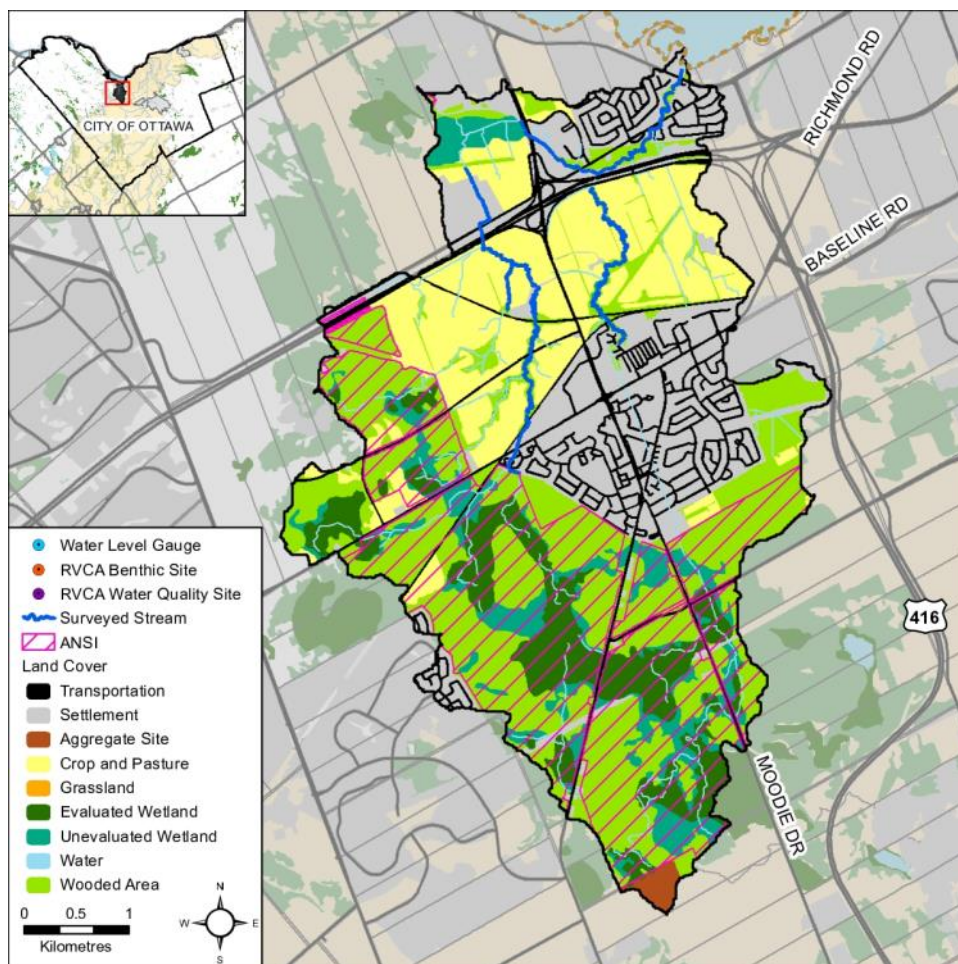 CITY OF OTTAWA
RICHMOND RD
BASELINE RD
416
MOODIE DR
Water Level Gauge
RVCA Benthic Site
RVCA Water Quality Site
Surveyed Stream
ANSI
Land Cover
Transportation
Settlement
Aggregate Site
Crop and Pasture
Grassland
Evaluated Wetland
Unevaluated Wetland
Water
Wooded Area
0 0.5 1
Kilometres
N
W E
S